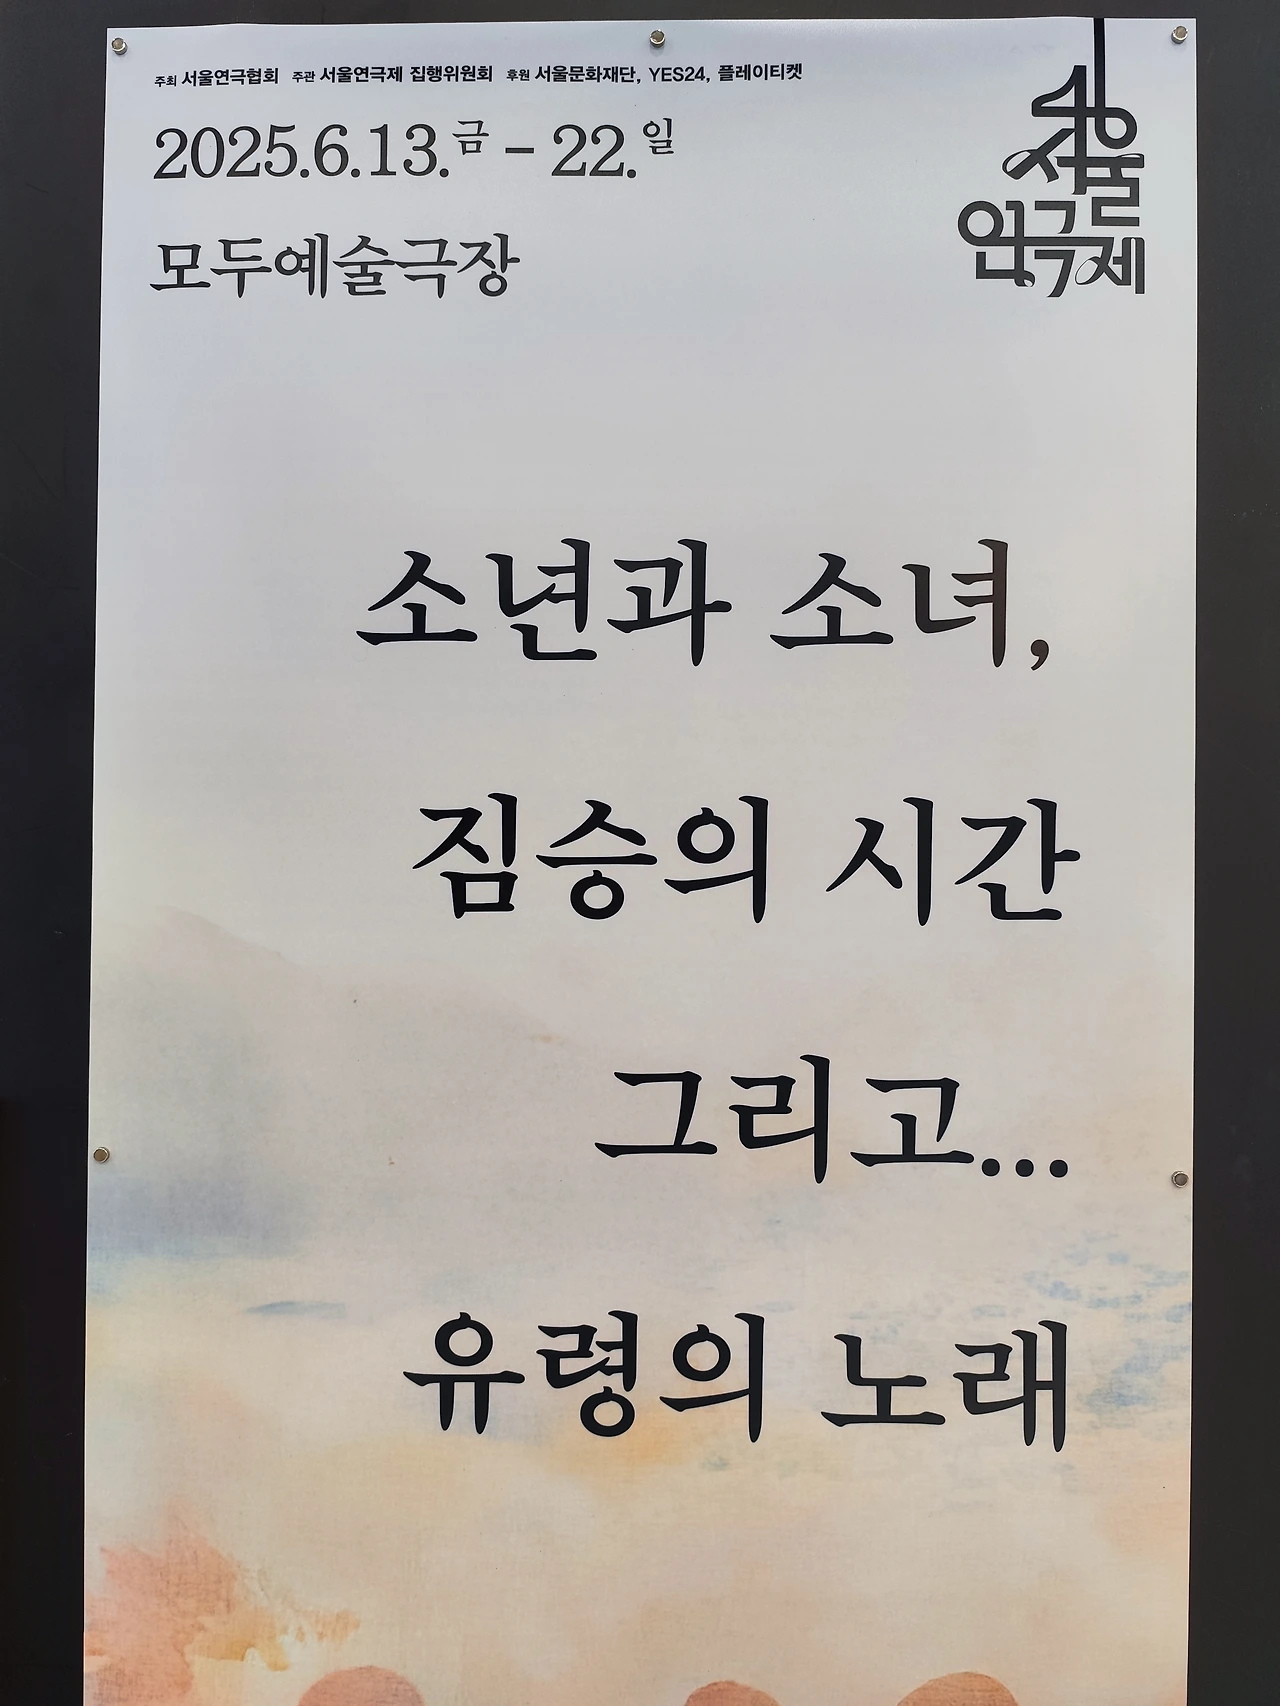 주최 서울연극협회 주관 서울연극제 집행위원회 후원 서울문화재단, YES24, 플레이티켓
2025.6.13.금 – 22.일
모두예술극장
서울
연극제
소년과 소녀,
짐승의 시간
그리고...
유령의 노래